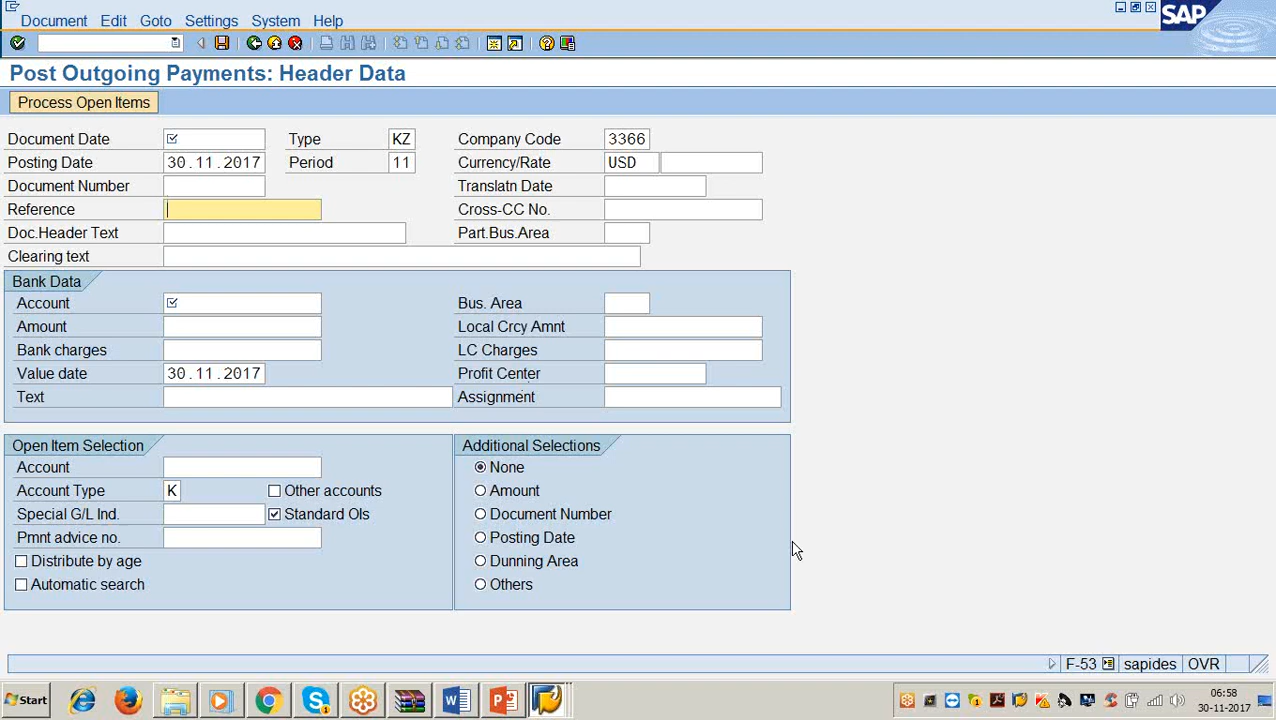 Document Edit Goto Settings System Help
SAP
Post Outgoing Payments: Header Data
Process Open Items
Document Date Type KZ Company Code 3366
Posting Date 30.11.2017 Period 11 Currency/Rate USD
Document Number Translatn Date
Reference Cross-CC No.
Doc.Header Text Part.Bus.Area
Clearing text
Bank Data
Account Bus. Area
Amount Local Crcy Amnt
Bank charges LC Charges
Value date 30.11.2017 Profit Center
Text Assignment
Open Item Selection Additional Selections
Account None
Account Type K Other accounts Amount
Special G/L Ind. Standard OIs Document Number
Pmnt advice no. Posting Date
Distribute by age Dunning Area
Automatic search Others
F-53 sapides OVR
Start 06:58
30-11-2017